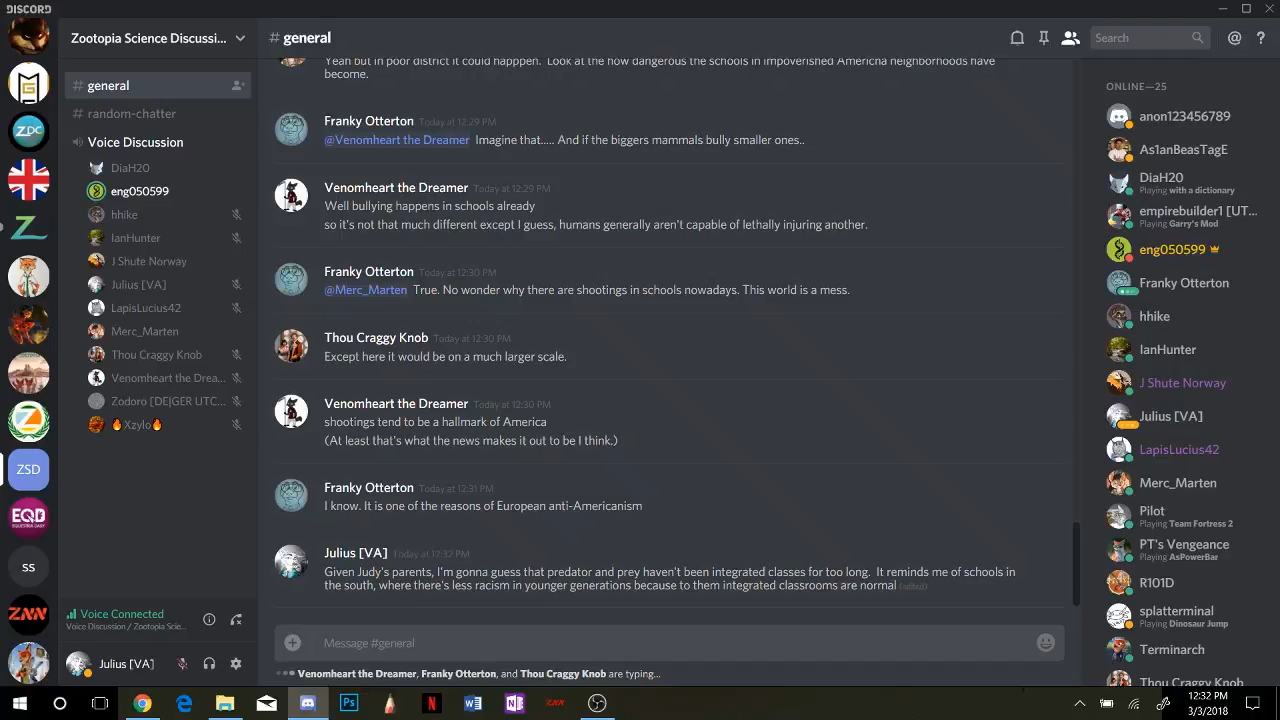 DISCORD
Zootopia Science Discussi...
# general
Search
# general
# random-chatter
Voice Discussion
DiaH20
eng050599
hhike
IanHunter
J Shute Norway
Julius [VA]
LapisLucius42
Merc_Marten
Thou Craggy Knob
Venomheart the Drea...
Zodoro [DE|GER UTC...
🔥Xzylo🔥
M
ZDC
Z
ZSD
EQD
EQUESTRIA DAILY
ss
ZNN
Voice Connected
Voice Discussion / Zootopia Scie...
Julius [VA]
Yeah but in poor district it could happpen. Look at the how dangerous the schools in impoverished Americna neighborhoods have
become.
Franky Otterton Today at 12:29 PM
@Venomheart the Dreamer Imagine that..... And if the biggers mammals bully smaller ones..
Venomheart the Dreamer Today at 12:29 PM
Well bullying happens in schools already
so it's not that much different except I guess, humans generally aren't capable of lethally injuring another.
Franky Otterton Today at 12:30 PM
@Merc_Marten True. No wonder why there are shootings in schools nowadays. This world is a mess.
Thou Craggy Knob Today at 12:30 PM
Except here it would be on a much larger scale.
Venomheart the Dreamer Today at 12:30 PM
shootings tend to be a hallmark of America
(At least that's what the news makes it out to be I think.)
Franky Otterton Today at 12:31 PM
I know. It is one of the reasons of European anti-Americanism
Julius [VA] Today at 12:32 PM
Given Judy's parents, I'm gonna guess that predator and prey haven't been integrated classes for too long. It reminds me of schools in
the south, where there's less racism in younger generations because to them integrated classrooms are normal (edited)
Message #general
Venomheart the Dreamer, Franky Otterton, and Thou Craggy Knob are typing...
ONLINE—25
anon123456789
As1anBeasTagE
DiaH20
Playing with a dictionary
empirebuilder1 [UT...
Playing Garry's Mod
eng050599
Franky Otterton
hhike
IanHunter
J Shute Norway
Julius [VA]
LapisLucius42
Merc_Marten
Pilot
Playing Team Fortress 2
PT's Vengeance
Playing AsPowerBar
R101D
splatterminal
Playing Dinosaur Jump
Terminarch
Thou Craggy Knob
Ps
N
W
N
ZNN
12:32 PM
3/3/2018